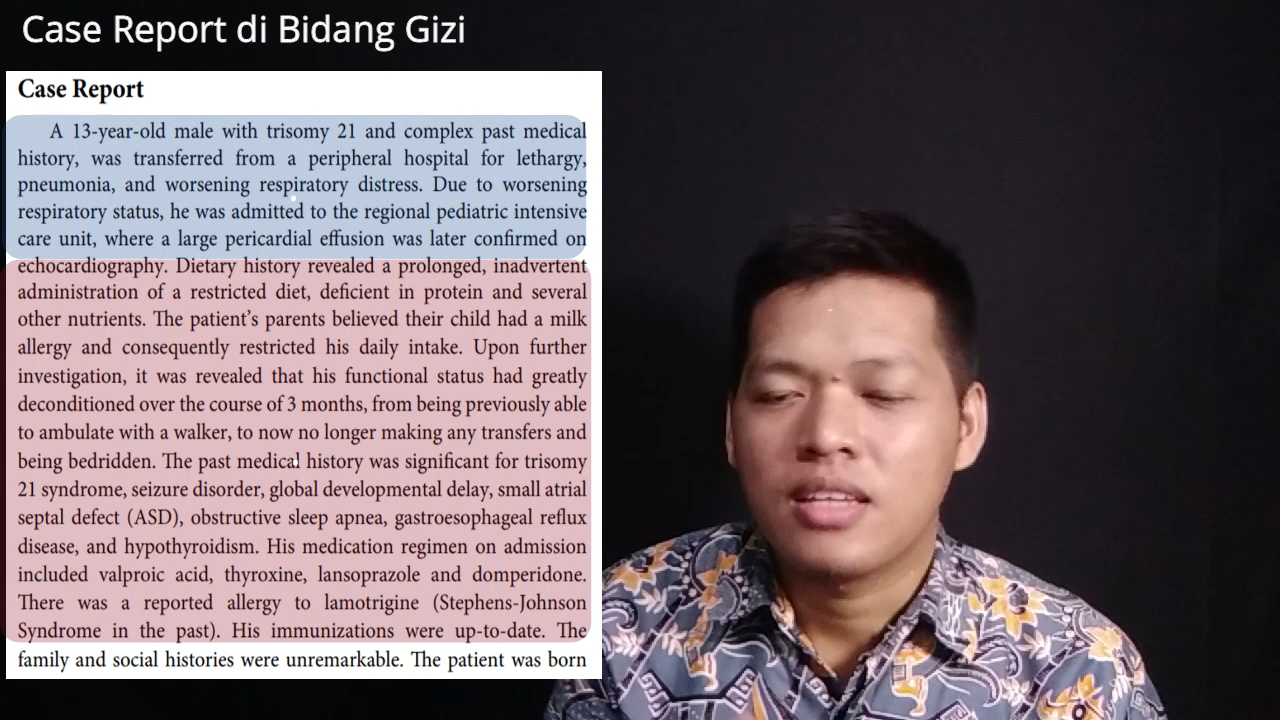 Case Report di Bidang Gizi
Case Report
A 13-year-old male with trisomy 21 and complex past medical
history, was transferred from a peripheral hospital for lethargy,
pneumonia, and worsening respiratory distress. Due to worsening
respiratory status, he was admitted to the regional pediatric intensive
care unit, where a large pericardial effusion was later confirmed on
echocardiography. Dietary history revealed a prolonged, inadvertent
administration of a restricted diet, deficient in protein and several
other nutrients. The patient's parents believed their child had a milk
allergy and consequently restricted his daily intake. Upon further
investigation, it was revealed that his functional status had greatly
deconditioned over the course of 3 months, from being previously able
to ambulate with a walker, to now no longer making any transfers and
being bedridden. The past medical history was significant for trisomy
21 syndrome, seizure disorder, global developmental delay, small atrial
septal defect (ASD), obstructive sleep apnea, gastroesophageal reflux
disease, and hypothyroidism. His medication regimen on admission
included valproic acid, thyroxine, lansoprazole and domperidone.
There was a reported allergy to lamotrigine (Stephens-Johnson
Syndrome in the past). His immunizations were up-to-date. The
family and social histories were unremarkable. The patient was born